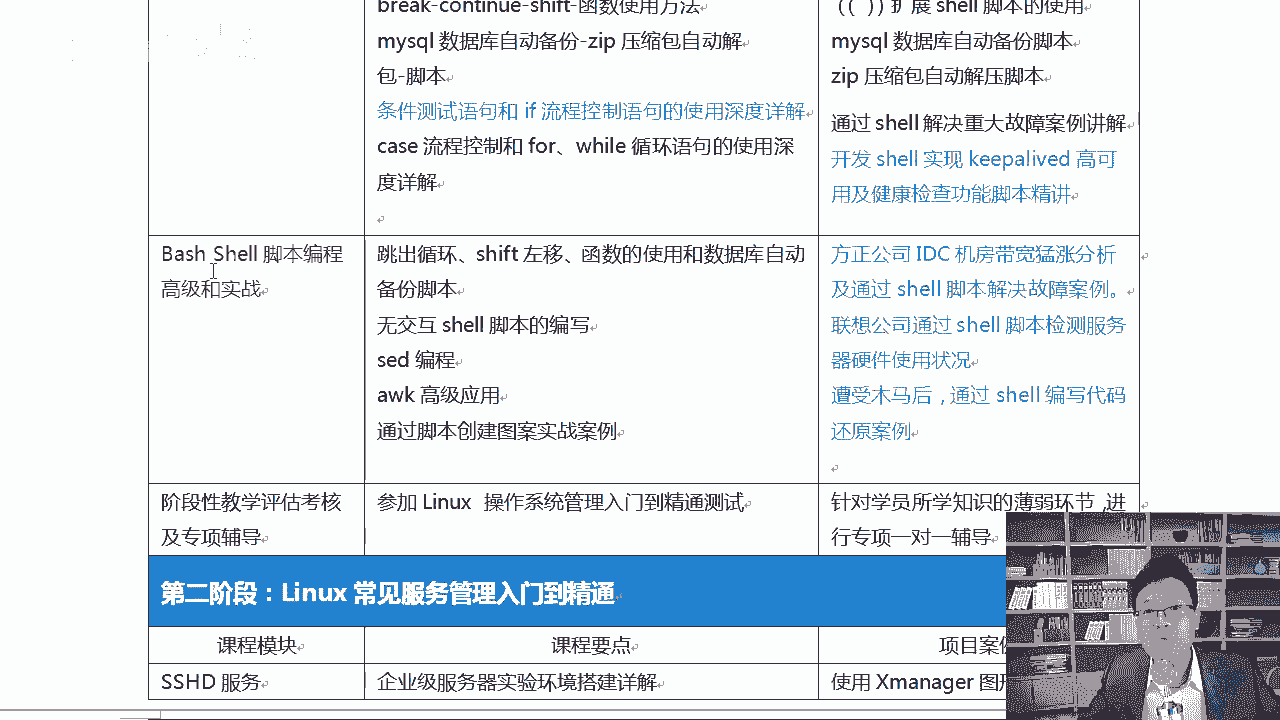 break-continue-shift-函数使用方法
mysql 数据库自动备份-zip 压缩包自动解
包-脚本
条件测试语句和 if 流程控制语句的使用深度详解
case 流程控制和 for、while 循环语句的使用深
度详解
(( )) 扩展 shell 脚本的使用
mysql 数据库自动备份脚本
zip 压缩包自动解压脚本
通过 shell 解决重大故障案例讲解
开发 shell 实现 keepalived 高可
用及健康检查功能脚本精讲
Bash Shell 脚本编程
高级和实战
跳出循环、shift 左移、函数的使用和数据库自动
备份脚本
无交互 shell 脚本的编写
sed 编程
awk 高级应用
通过脚本创建图案实战案例
方正公司 IDC 机房带宽猛涨分析
及通过 shell 脚本解决故障案例。
联想公司通过 shell 脚本检测服务
器硬件使用状况
遭受木马后，通过 shell 编写代码
还原案例
阶段性教学评估考核
及专项辅导
参加 Linux 操作系统管理入门到精通测试
针对学员所学知识的薄弱环节,进
行专项一对一辅导
第二阶段：Linux 常见服务管理入门到精通
课程模块
课程要点
项目案
SSHD 服务
企业级服务器实验环境搭建详解
使用 Xmanager 图